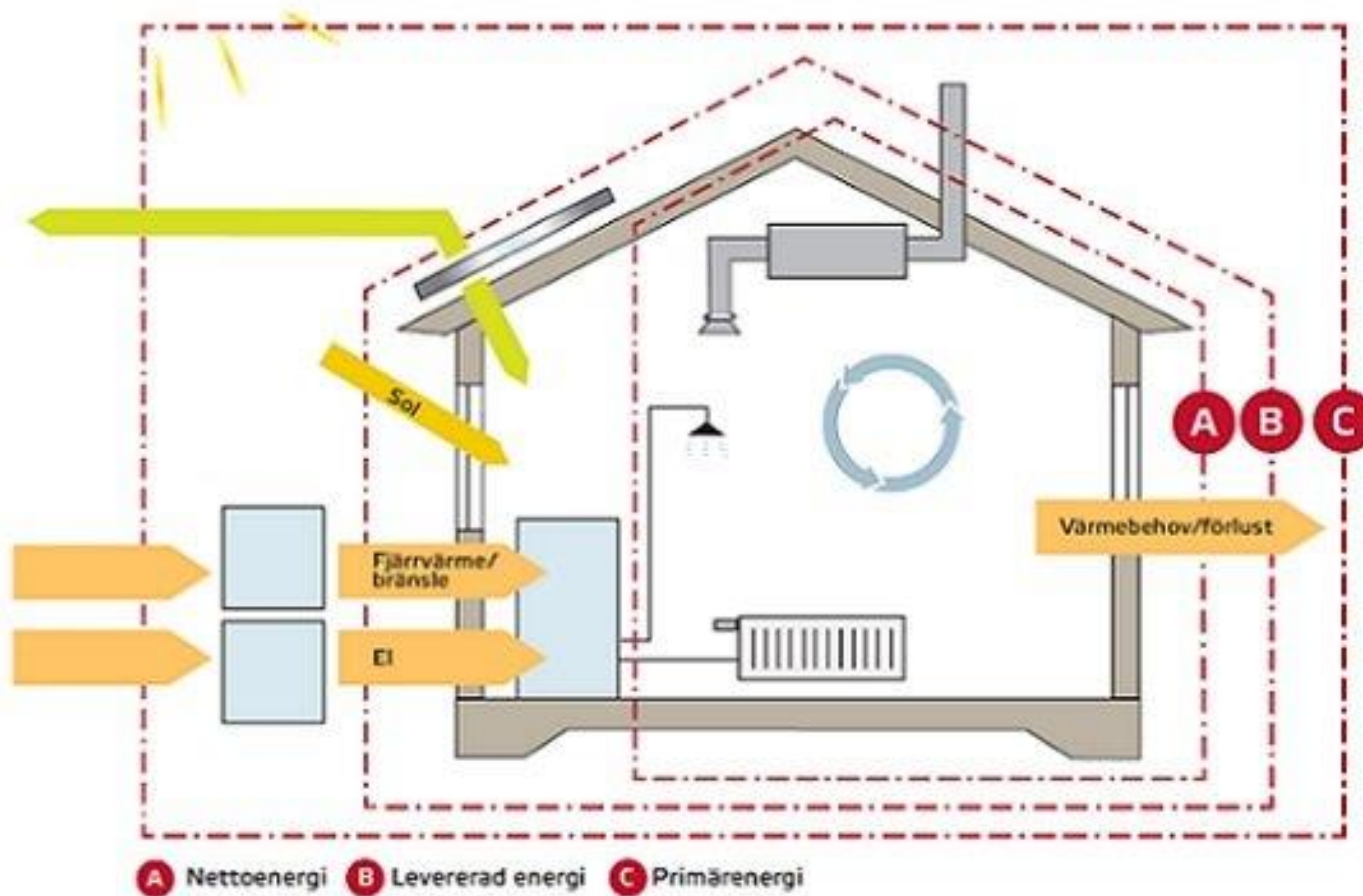 Sol
A B C
Fjärrvärme/
bränsle
Värmebehov/förlust
El
A Nettoenergi B Levererad energi C Primärenergi